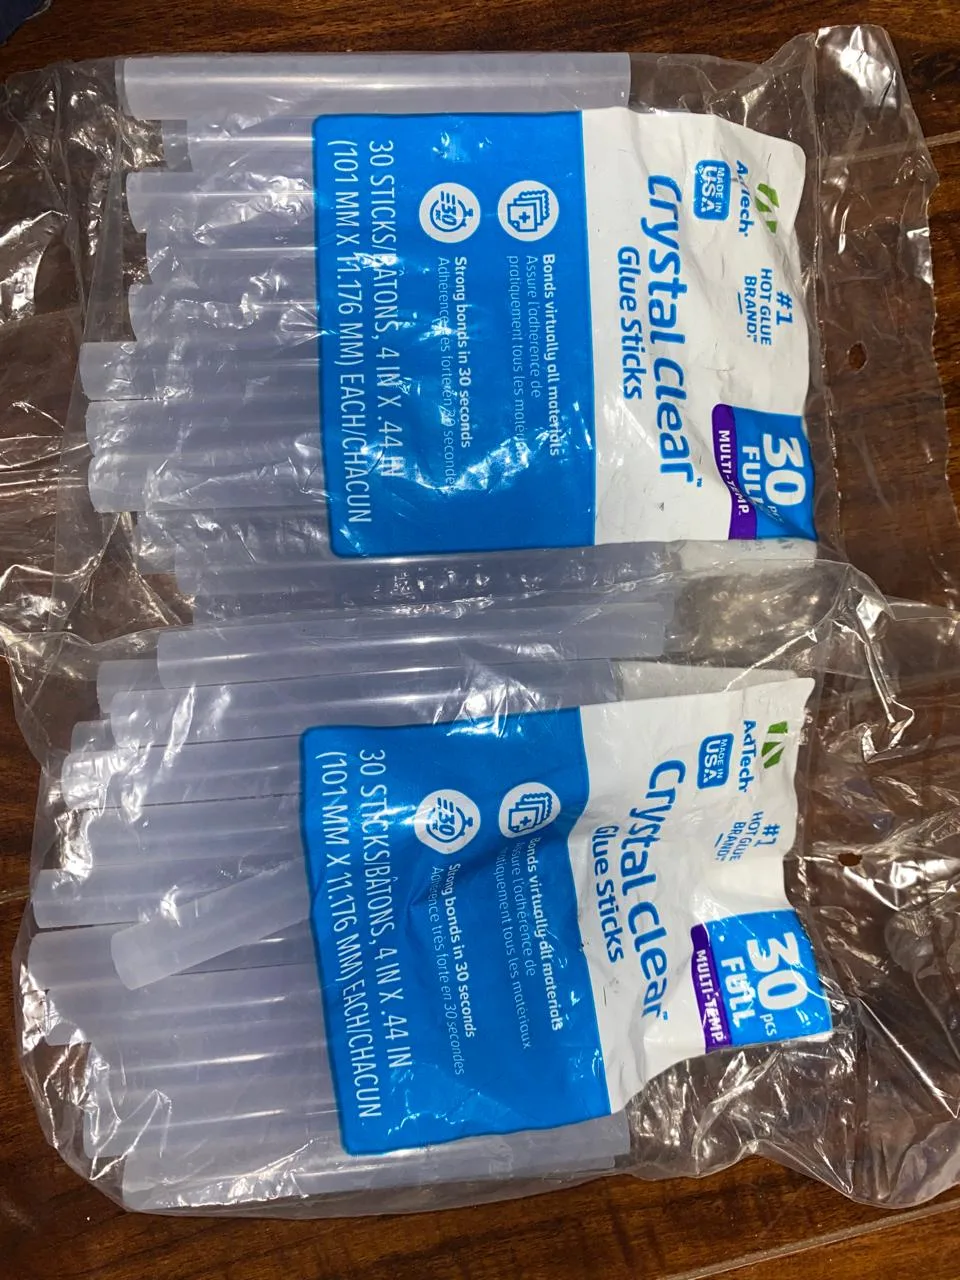 AdTech
#1
HOT GLUE
BRAND!
MADE IN
USA
30 PCS
FULL
MULTI-TEMP
Crystal Clear™
Glue Sticks
Bonds virtually all materials
Assure l'adhérence de
pratiquement tous les matériaux
30
Strong bonds in 30 seconds
Adhérence très forte en 30 secondes
30 STICKS/BÂTONS, 4 IN X .44 IN
(101 MM X 11.176 MM) EACH/CHACUN
AdTech
#1
HOT GLUE
BRAND!
MADE IN
USA
30 PCS
FULL
MULTI-TEMP
Crystal Clear™
Glue Sticks
Bonds virtually all materials
Assure l'adhérence de
pratiquement tous les matériaux
30
Strong bonds in 30 seconds
Adhérence très forte en 30 secondes
30 STICKS/BÂTONS, 4 IN X .44 IN
(101 MM X 11.176 MM) EACH/CHACUN